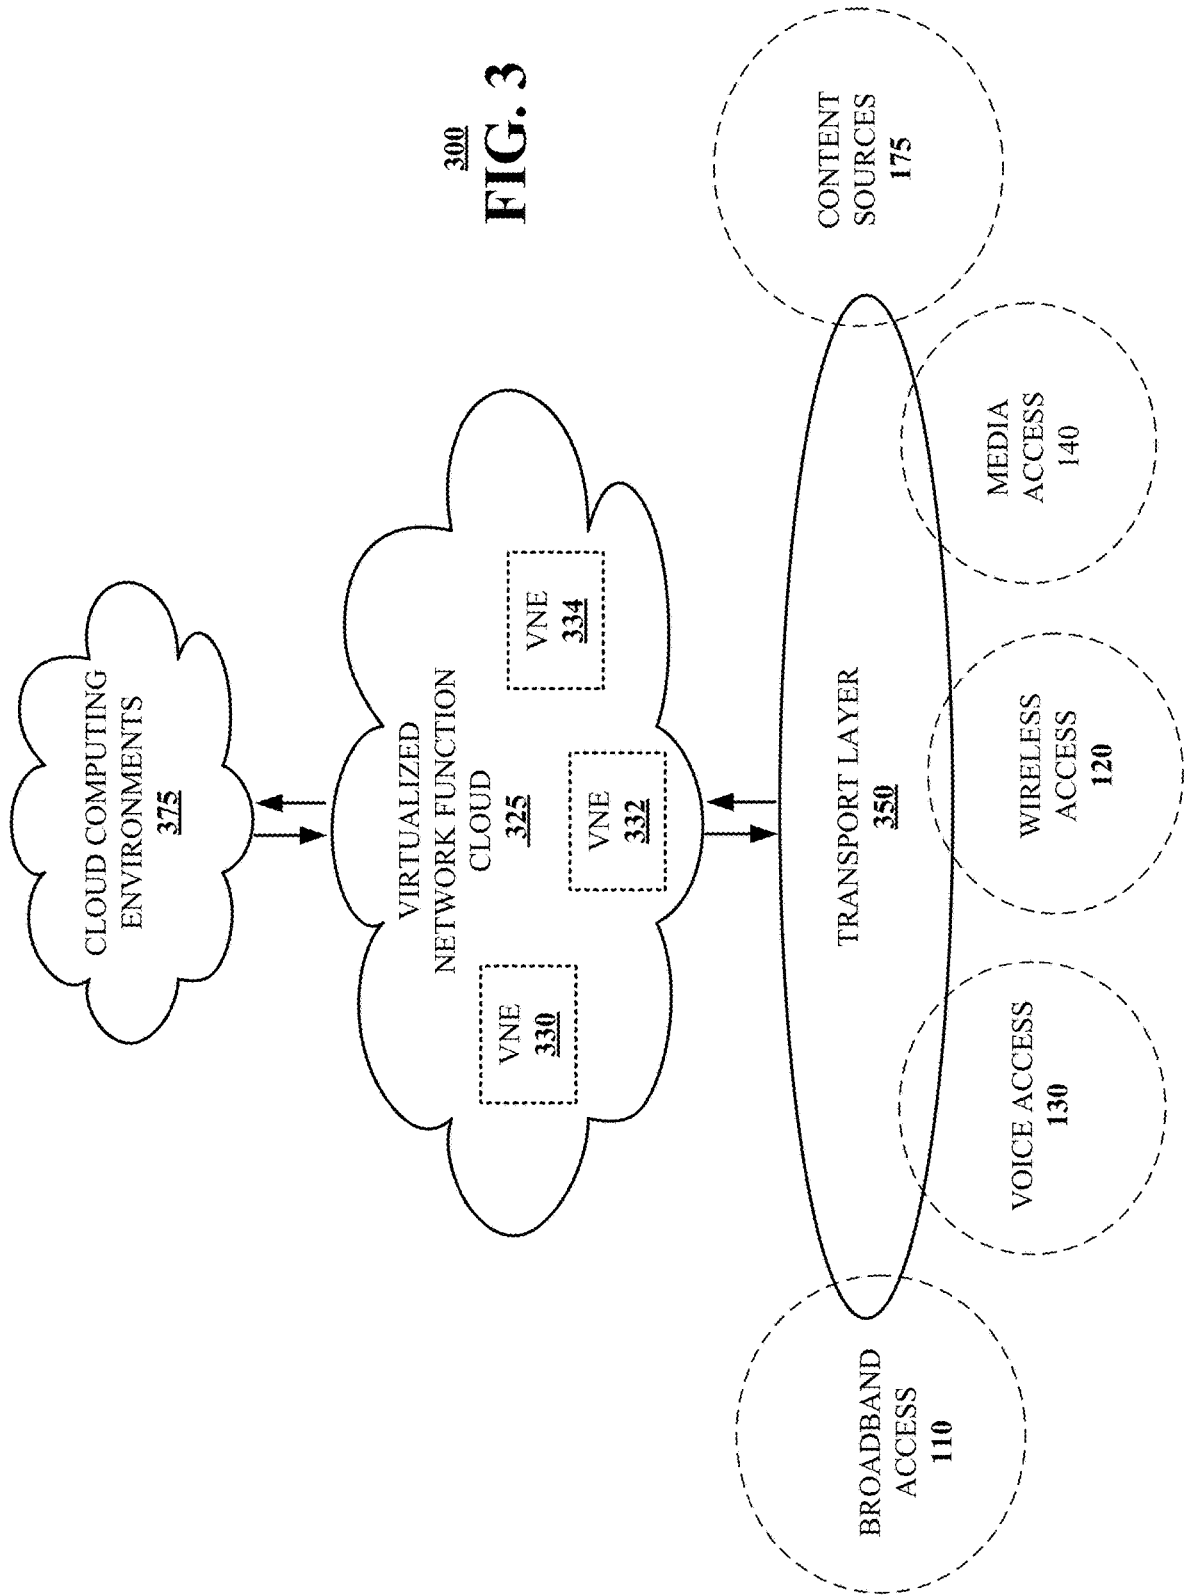 CLOUD COMPUTING
ENVIRONMENTS
375
VIRTUALIZED
NETWORK FUNCTION
CLOUD
325
VNE
330
VNE
332
VNE
334
300
FIG. 3
TRANSPORT LAYER
350
BROADBAND
ACCESS
110
VOICE ACCESS
130
WIRELESS
ACCESS
120
MEDIA
ACCESS
140
CONTENT
SOURCES
175